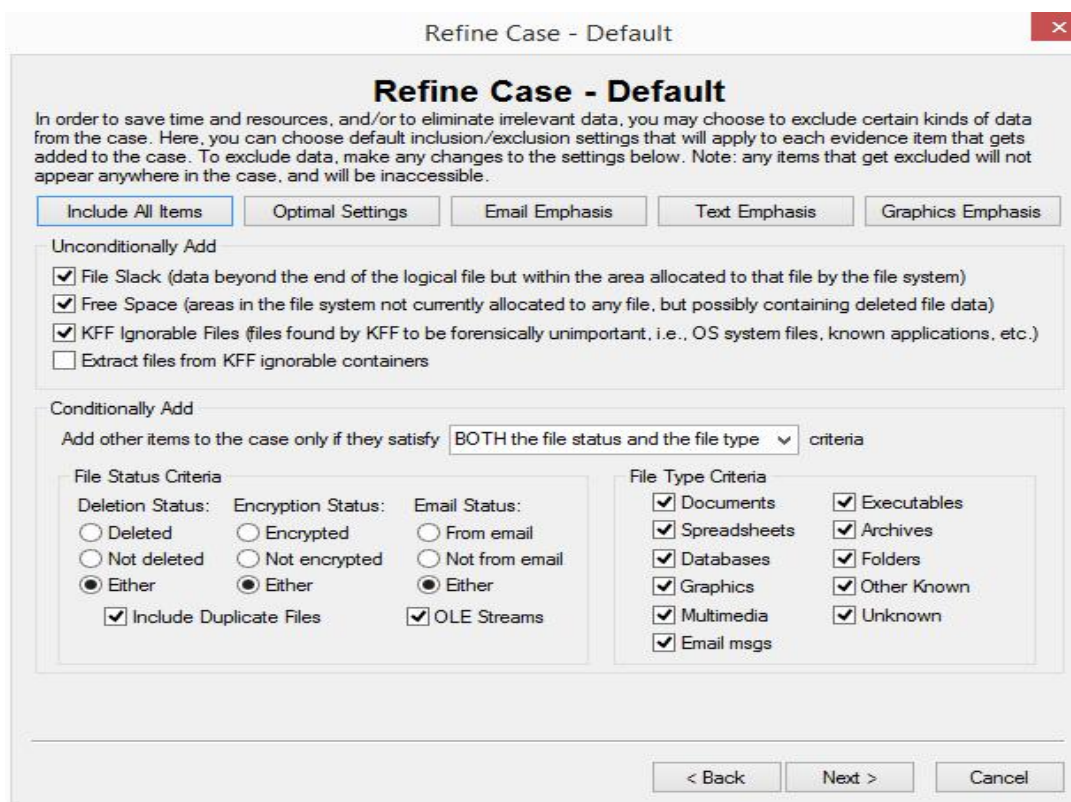 Refine Case - Default
Refine Case - Default
In order to save time and resources, and/or to eliminate irrelevant data, you may choose to exclude certain kinds of data
from the case. Here, you can choose default inclusion/exclusion settings that will apply to each evidence item that gets
added to the case. To exclude data, make any changes to the settings below. Note: any items that get excluded will not
appear anywhere in the case, and will be inaccessible.
Include All Items Optimal Settings Email Emphasis Text Emphasis Graphics Emphasis
Unconditionally Add
File Slack (data beyond the end of the logical file but within the area allocated to that file by the file system)
Free Space (areas in the file system not currently allocated to any file, but possibly containing deleted file data)
KFF Ignorable Files (files found by KFF to be forensically unimportant, i.e., OS system files, known applications, etc.)
Extract files from KFF ignorable containers
Conditionally Add
Add other items to the case only if they satisfy BOTH the file status and the file type criteria
File Status Criteria
Deletion Status: Encryption Status: Email Status:
Deleted Encrypted From email
Not deleted Not encrypted Not from email
Either Either Either
Include Duplicate Files OLE Streams
File Type Criteria
Documents Executables
Spreadsheets Archives
Databases Folders
Graphics Other Known
Multimedia Unknown
Email msgs
< Back Next > Cancel